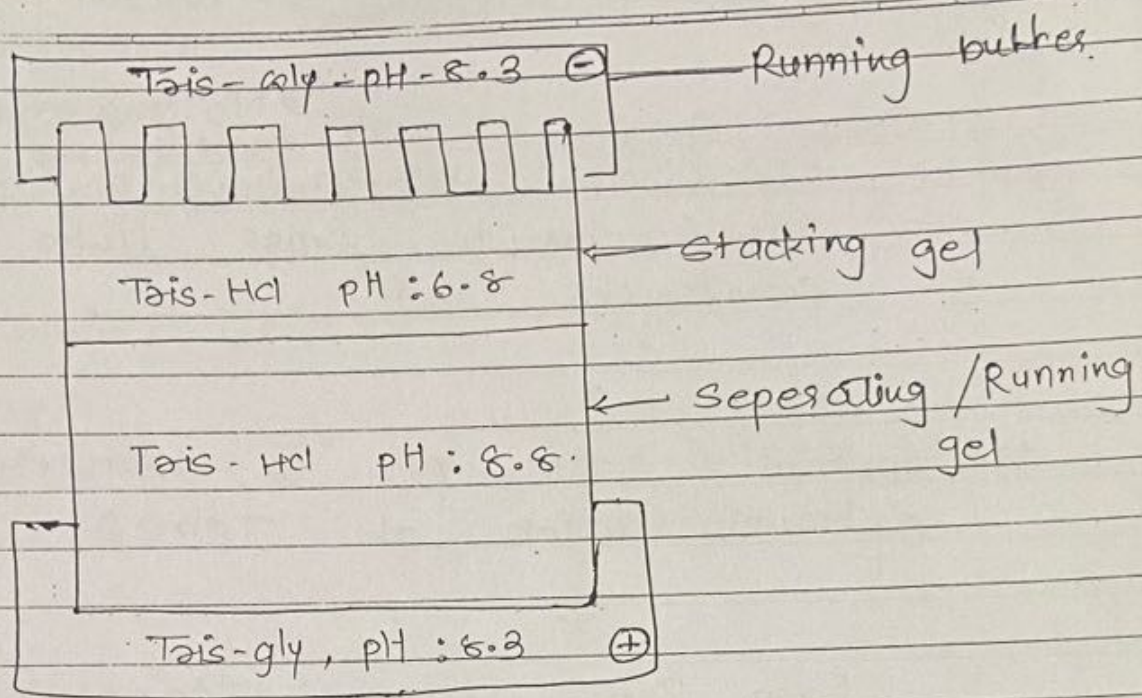 Tris-Gly-pH-8.3 ⊖
Running buffer.
Stacking gel
Tris-HCl pH:6.8
Seperating /Running
gel
Tris-HCl pH:8.8.
Tris-gly, pH:8.3 ⊕